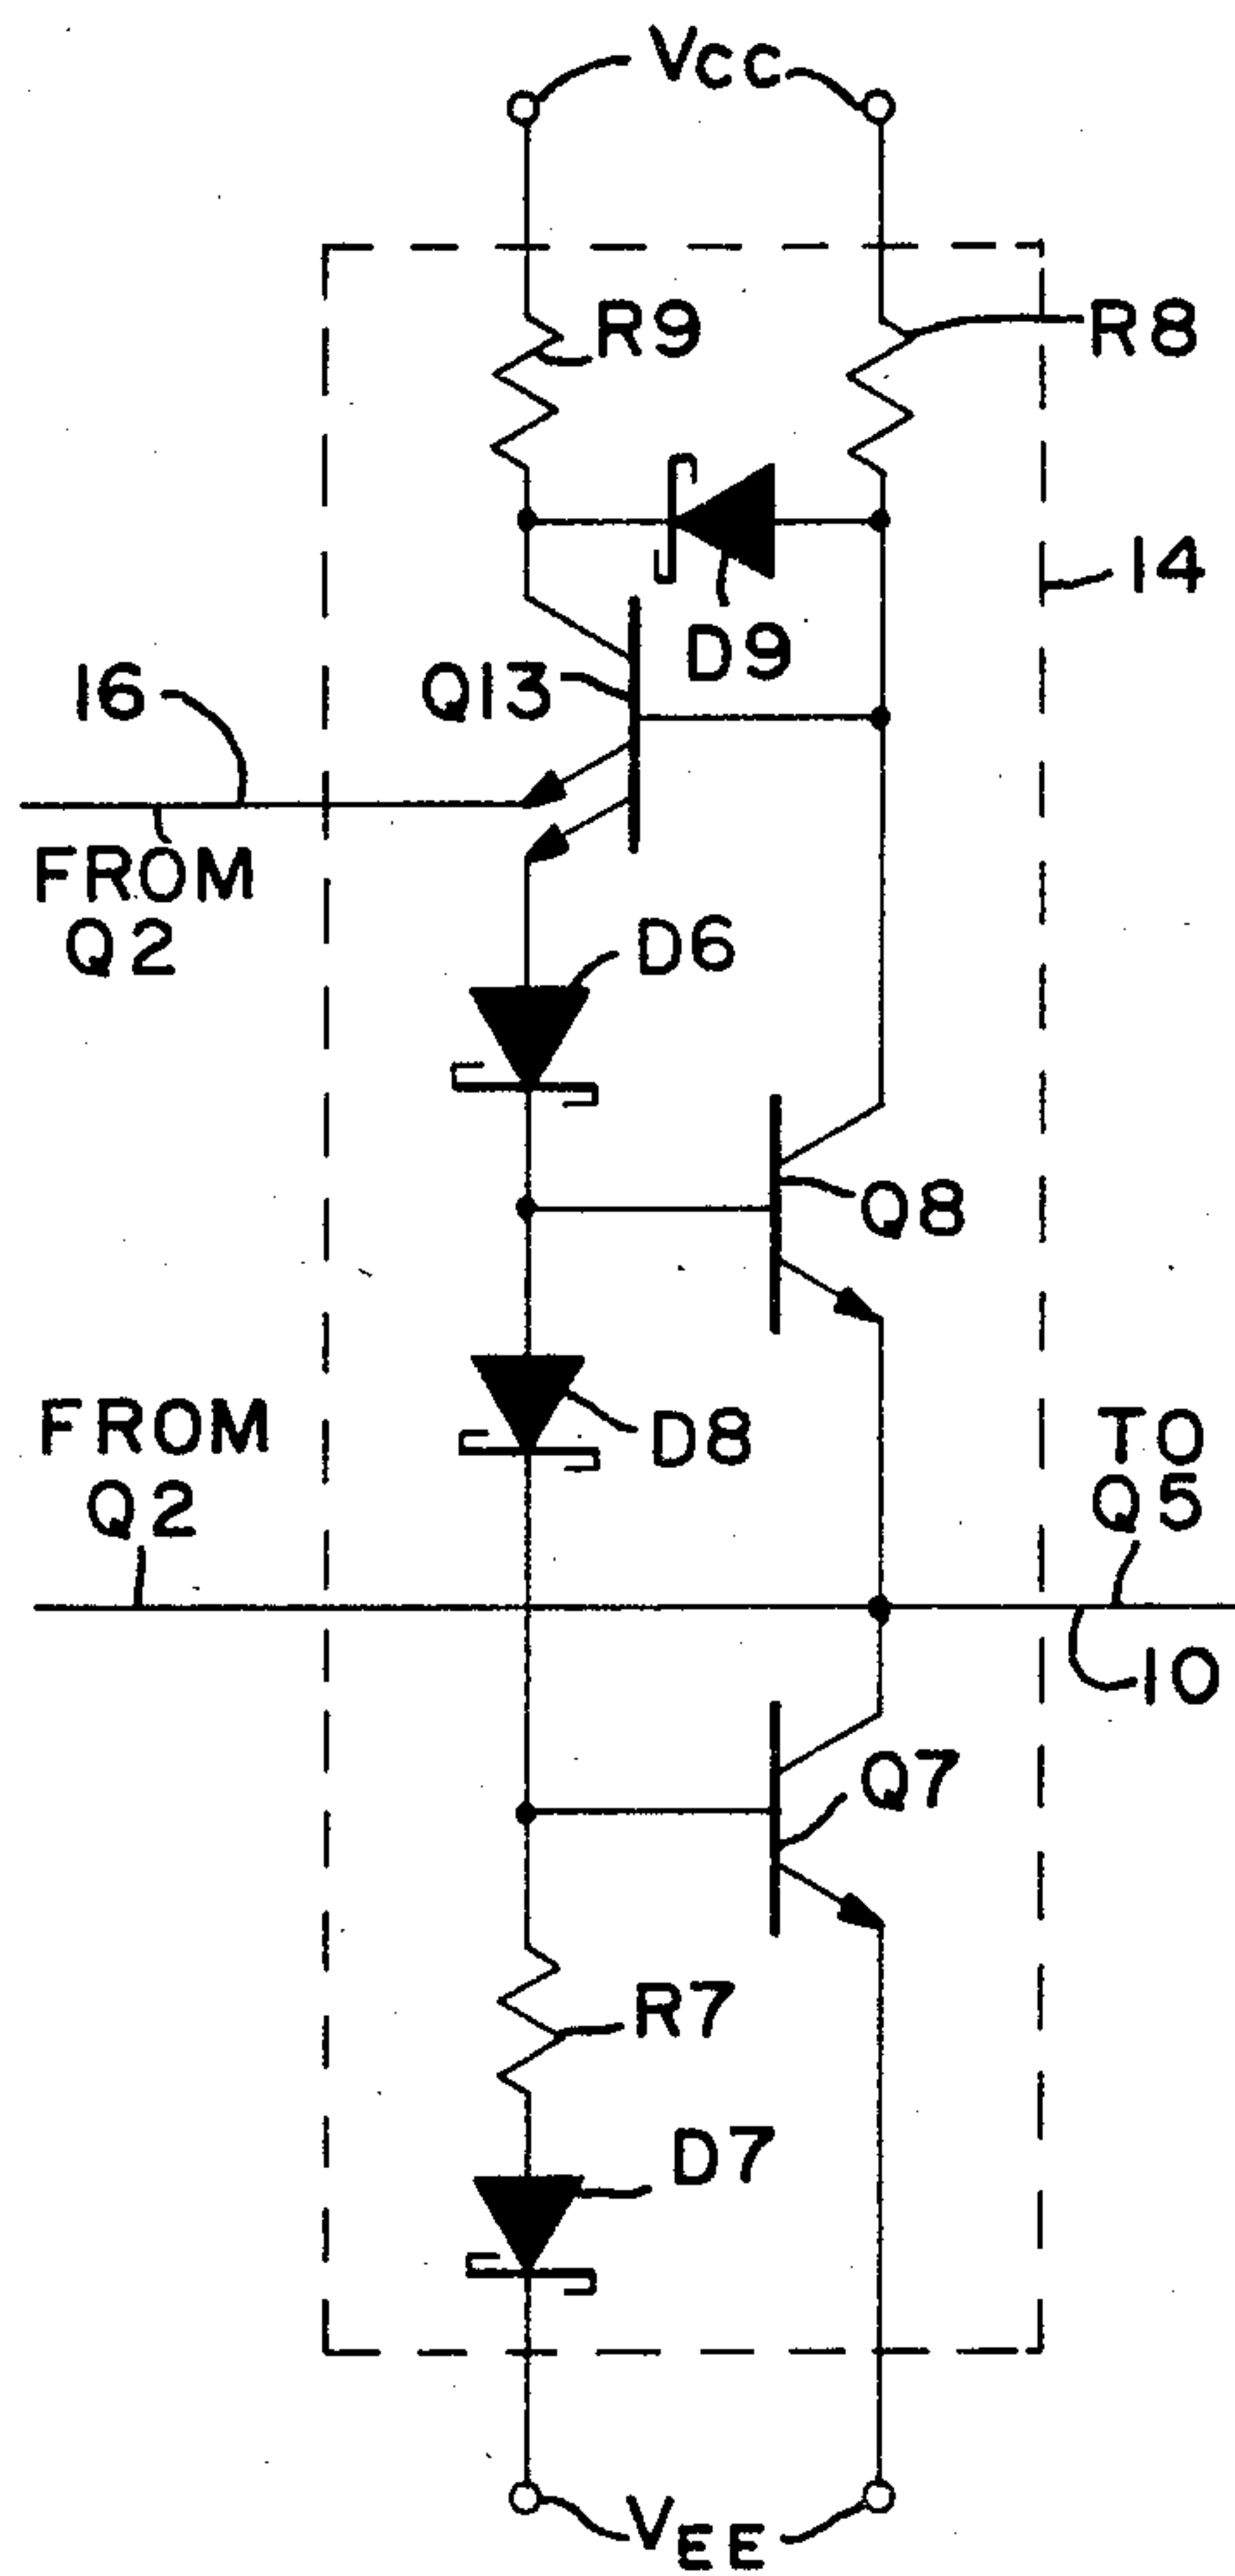 VCC
R9
R8
14
D9
Q13
16
FROM
Q2
D6
Q8
FROM
Q2
D8
TO
Q5
10
Q7
R7
D7
VEE